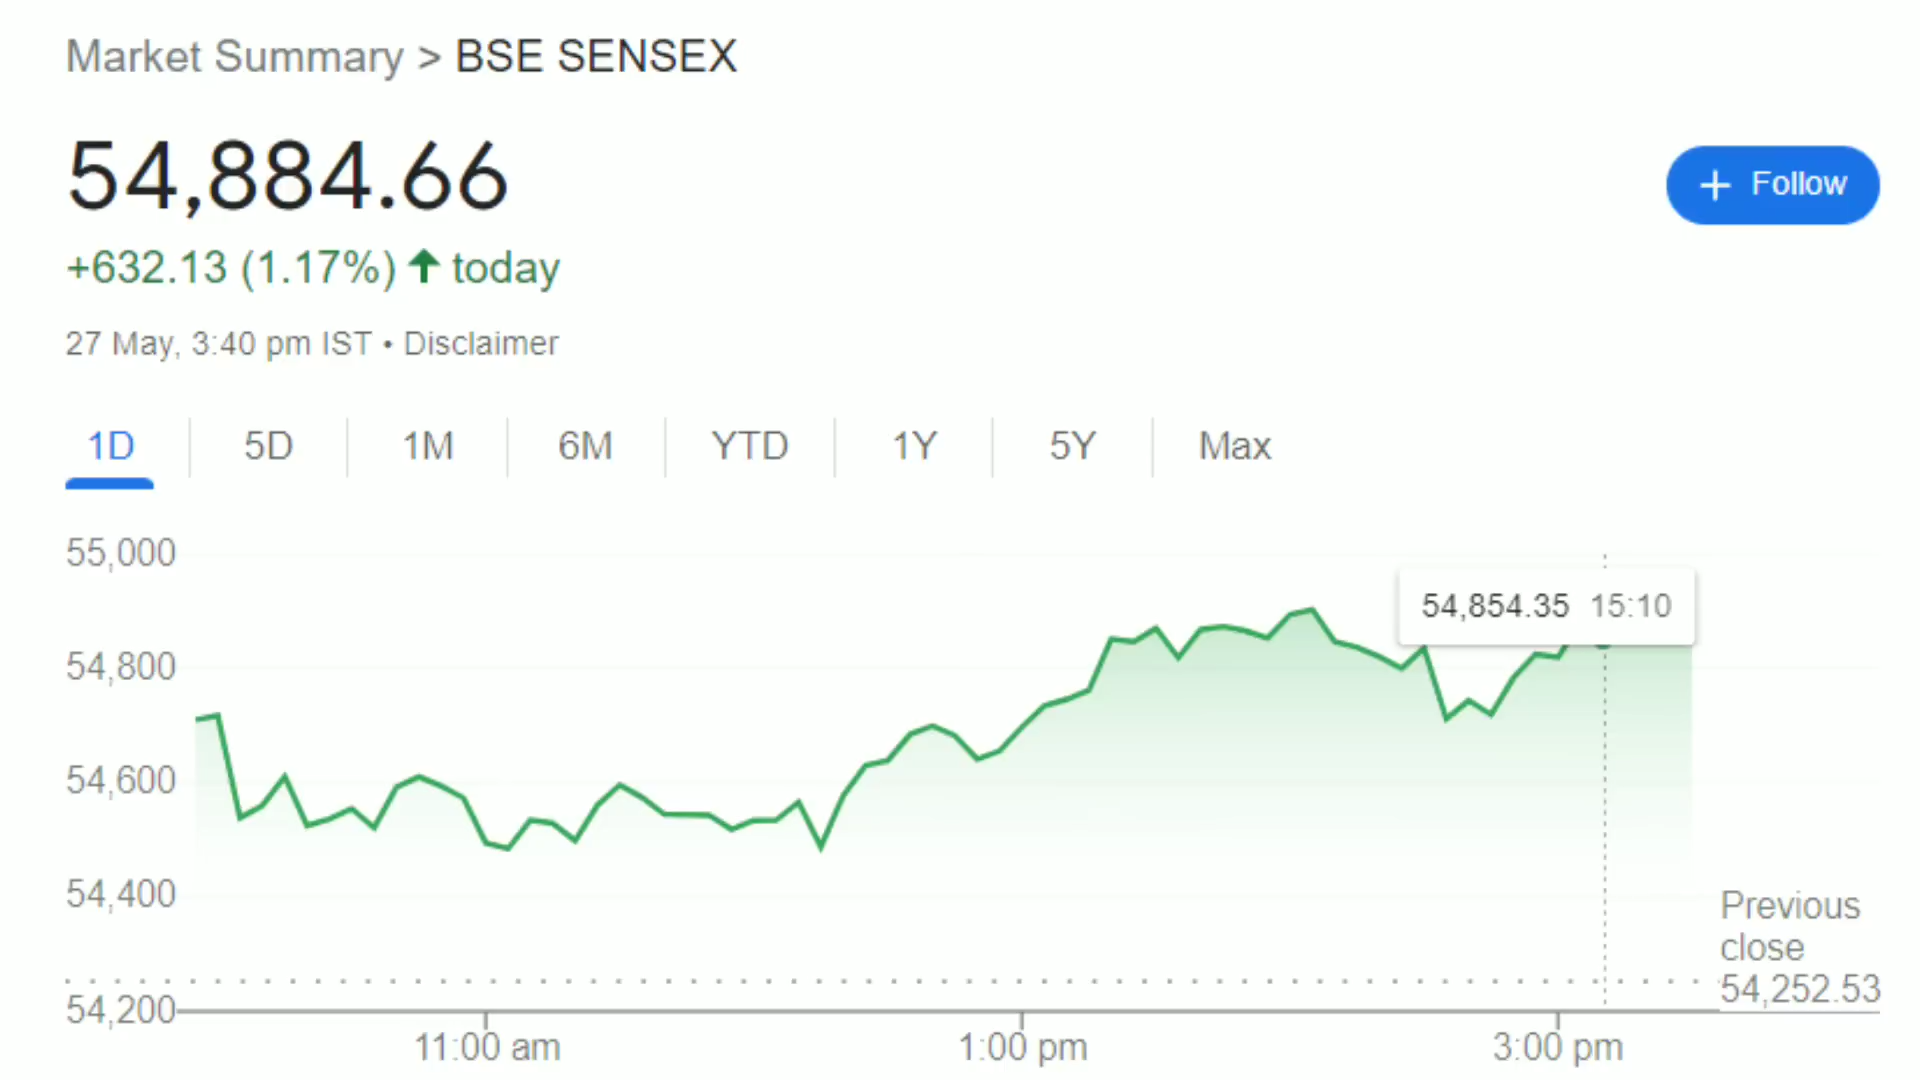 Market Summary > BSE SENSEX
54,884.66
+ Follow
+632.13 (1.17%) ↑ today
27 May, 3:40 pm IST • Disclaimer
1D 5D 1M 6M YTD 1Y 5Y Max
55,000
54,854.35 15:10
54,800
54,600
54,400
Previous
close
54,252.53
54,200
11:00 am 1:00 pm 3:00 pm